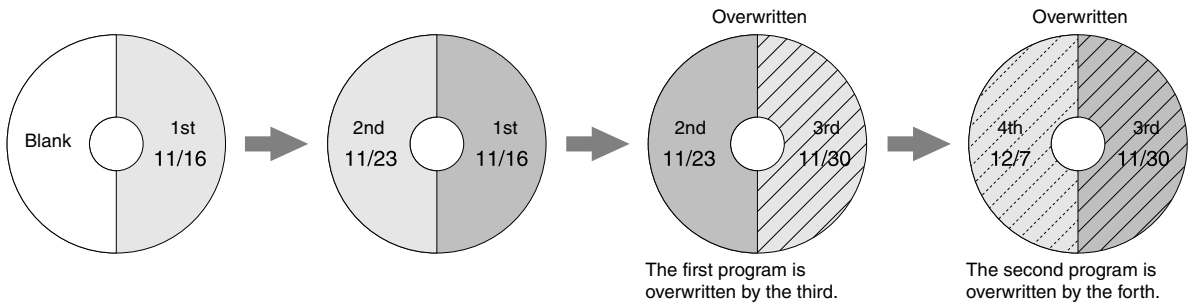 Blank
1st
11/16
2nd
11/23
1st
11/16
Overwritten
2nd
11/23
3rd
11/30
The first program is
overwritten by the third.
Overwritten
4th
12/7
3rd
11/30
The second program is
overwritten by the forth.